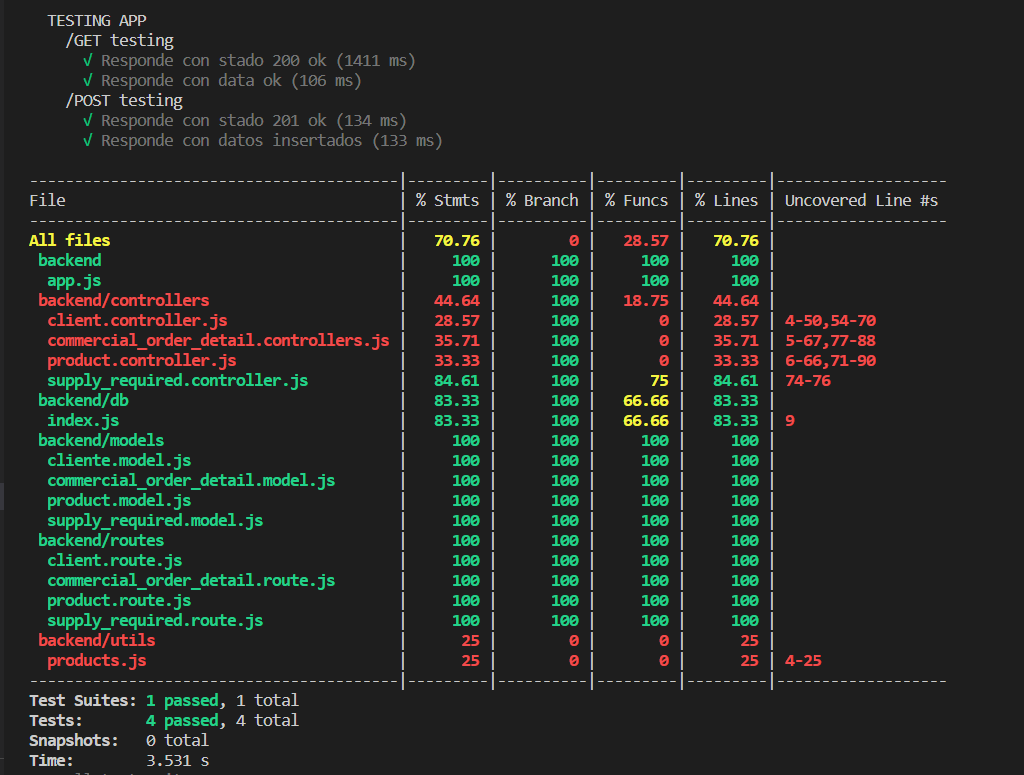 TESTING APP
/GET testing
√ Responde con stado 200 ok (1411 ms)
√ Responde con data ok (106 ms)
/POST testing
√ Responde con stado 201 ok (134 ms)
√ Responde con datos insertados (133 ms)
File | % Stmts | % Branch | % Funcs | % Lines | Uncovered Line #s
All files | 70.76 | 0 | 28.57 | 70.76 |
backend | 100 | 100 | 100 | 100 |
app.js | 100 | 100 | 100 | 100 |
backend/controllers | 44.64 | 100 | 18.75 | 44.64 |
client.controller.js | 28.57 | 100 | 0 | 28.57 | 4-50,54-70
commercial_order_detail.controllers.js | 35.71 | 100 | 0 | 35.71 | 5-67,77-88
product.controller.js | 33.33 | 100 | 0 | 33.33 | 6-66,71-90
supply_required.controller.js | 84.61 | 100 | 75 | 84.61 | 74-76
backend/db | 83.33 | 100 | 66.66 | 83.33 |
index.js | 83.33 | 100 | 66.66 | 83.33 | 9
backend/models | 100 | 100 | 100 | 100 |
cliente.model.js | 100 | 100 | 100 | 100 |
commercial_order_detail.model.js | 100 | 100 | 100 | 100 |
product.model.js | 100 | 100 | 100 | 100 |
supply_required.model.js | 100 | 100 | 100 | 100 |
backend/routes | 100 | 100 | 100 | 100 |
client.route.js | 100 | 100 | 100 | 100 |
commercial_order_detail.route.js | 100 | 100 | 100 | 100 |
product.route.js | 100 | 100 | 100 | 100 |
supply_required.route.js | 100 | 100 | 100 | 100 |
backend/utils | 25 | 0 | 0 | 25 |
products.js | 25 | 0 | 0 | 25 | 4-25
Test Suites: 1 passed, 1 total
Tests: 4 passed, 4 total
Snapshots: 0 total
Time: 3.531 s